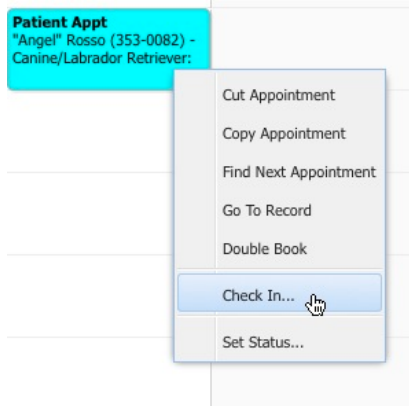 Patient Appt
"Angel" Rosso (353-0082) -
Canine/Labrador Retriever:
Cut Appointment
Copy Appointment
Find Next Appointment
Go To Record
Double Book
Check In...
Set Status...